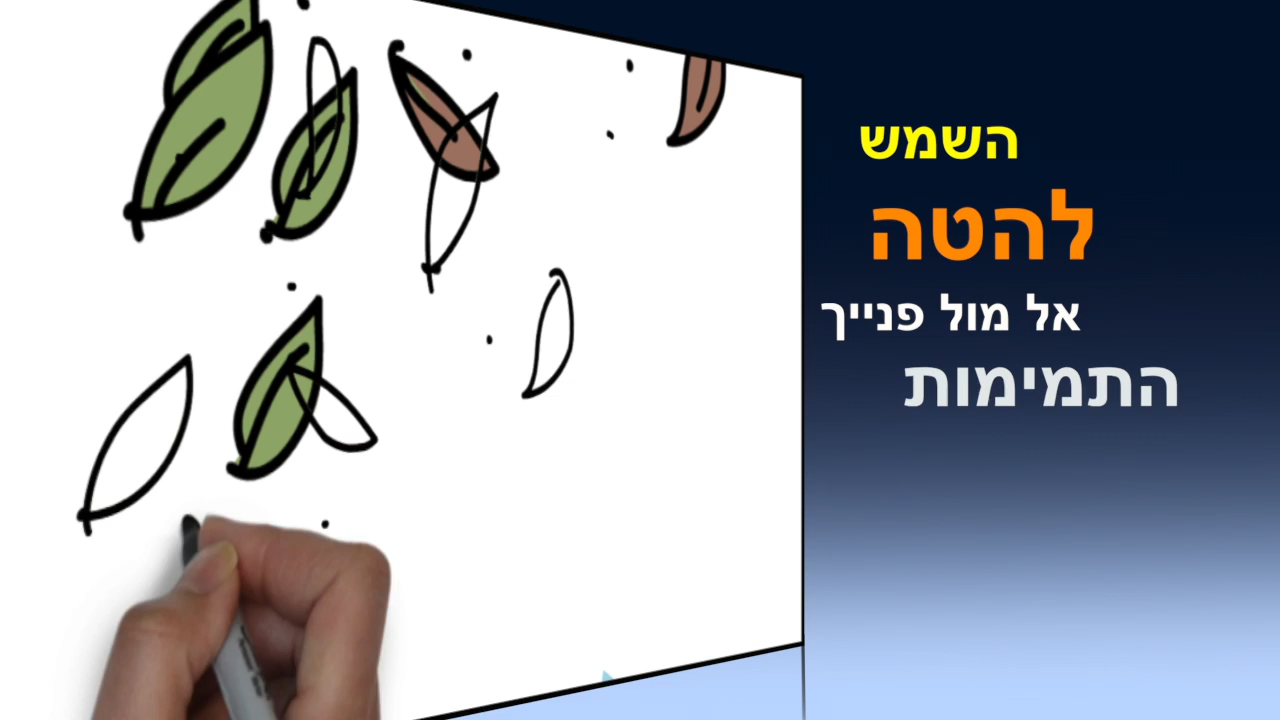 השמש
להטה
אל מול פנייך
התמימות